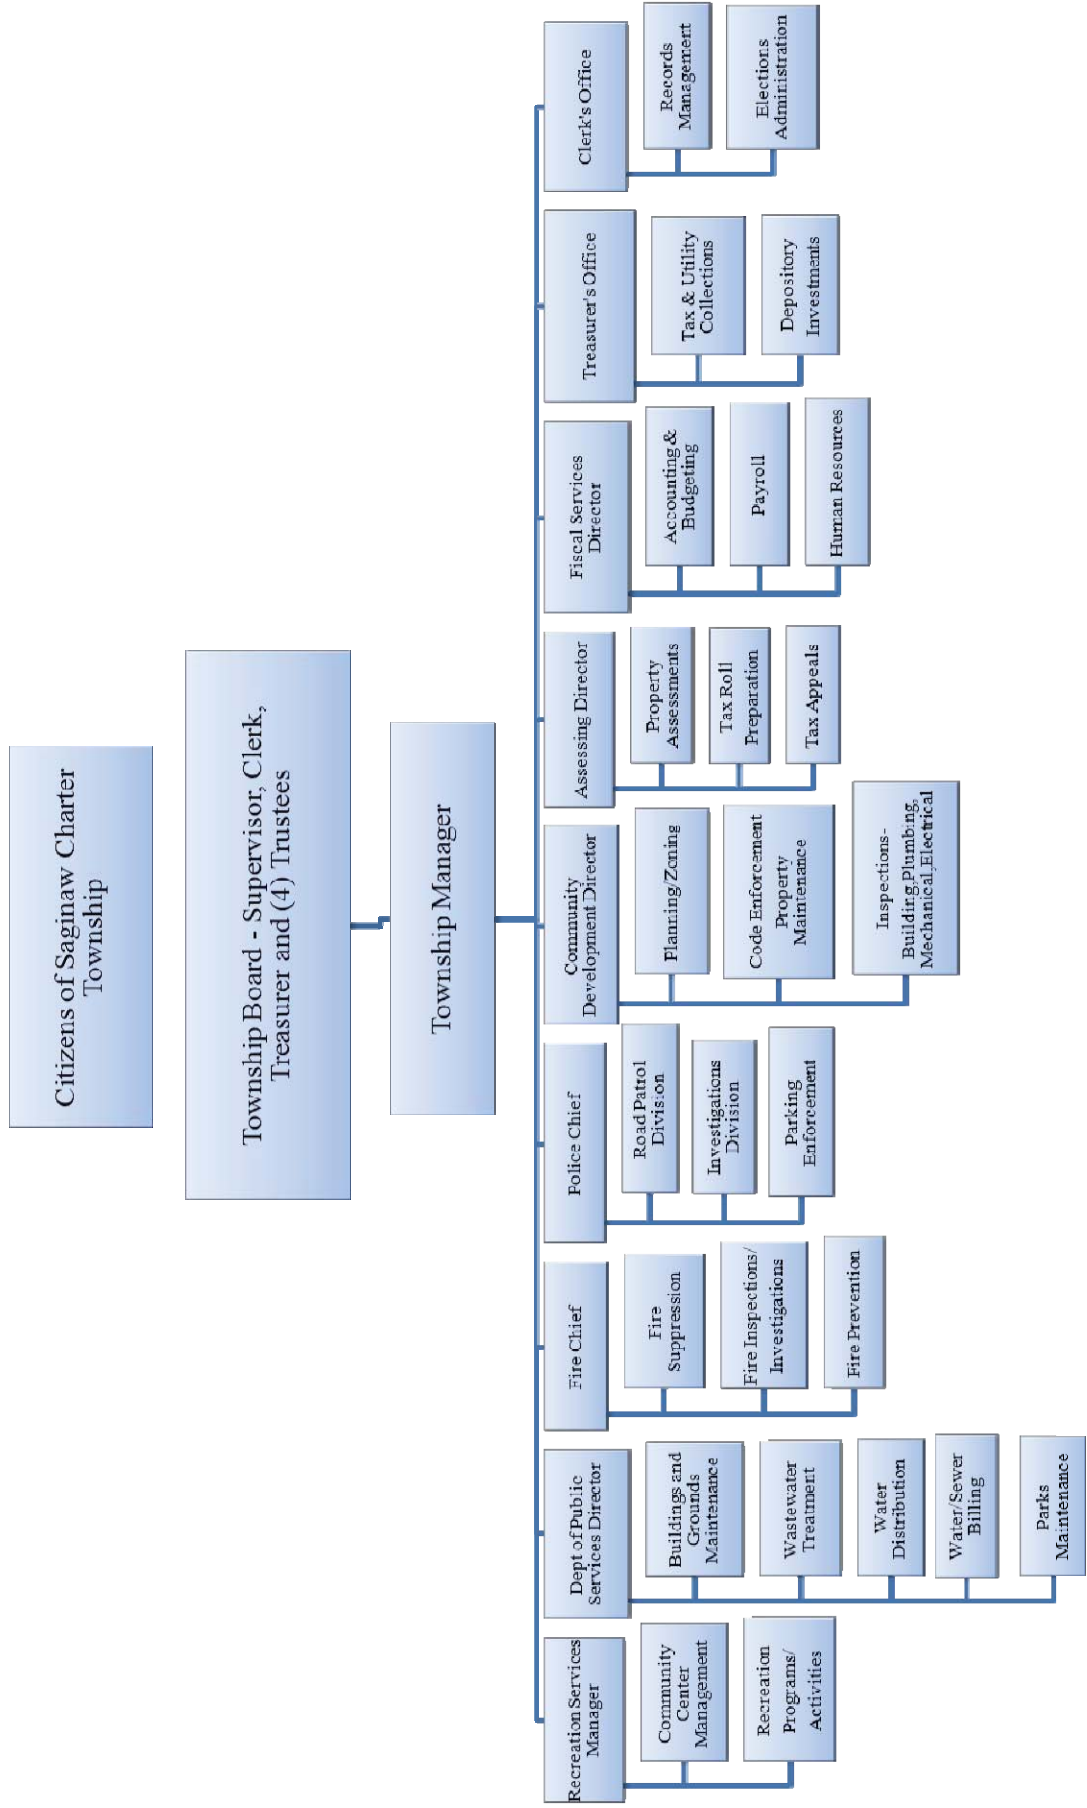 Citizens of Saginaw Charter
Township
Township Board - Supervisor, Clerk,
Treasurer and (4) Trustees
Township Manager
Recreation Services
Manager
Community
Center
Management
Recreation
Programs/
Activities
Dept of Public
Services Director
Buildings and
Grounds
Maintenance
Wastewater
Treatment
Water
Distribution
Water/Sewer
Billing
Parks
Maintenance
Fire Chief
Fire
Suppression
Fire Inspections/
Investigations
Fire Prevention
Police Chief
Road Patrol
Division
Investigations
Division
Parking
Enforcement
Community
Development Director
Planning/Zoning
Code Enforcement
Property
Maintenance
Inspections-
Building,Plumbing,
Mechanical,Electrical
Assessing Director
Property
Assessments
Tax Roll
Preparation
Tax Appeals
Fiscal Services
Director
Accounting &
Budgeting
Payroll
Human Resources
Treasurer's Office
Tax & Utility
Collections
Depository
Investments
Clerk's Office
Records
Management
Elections
Administration